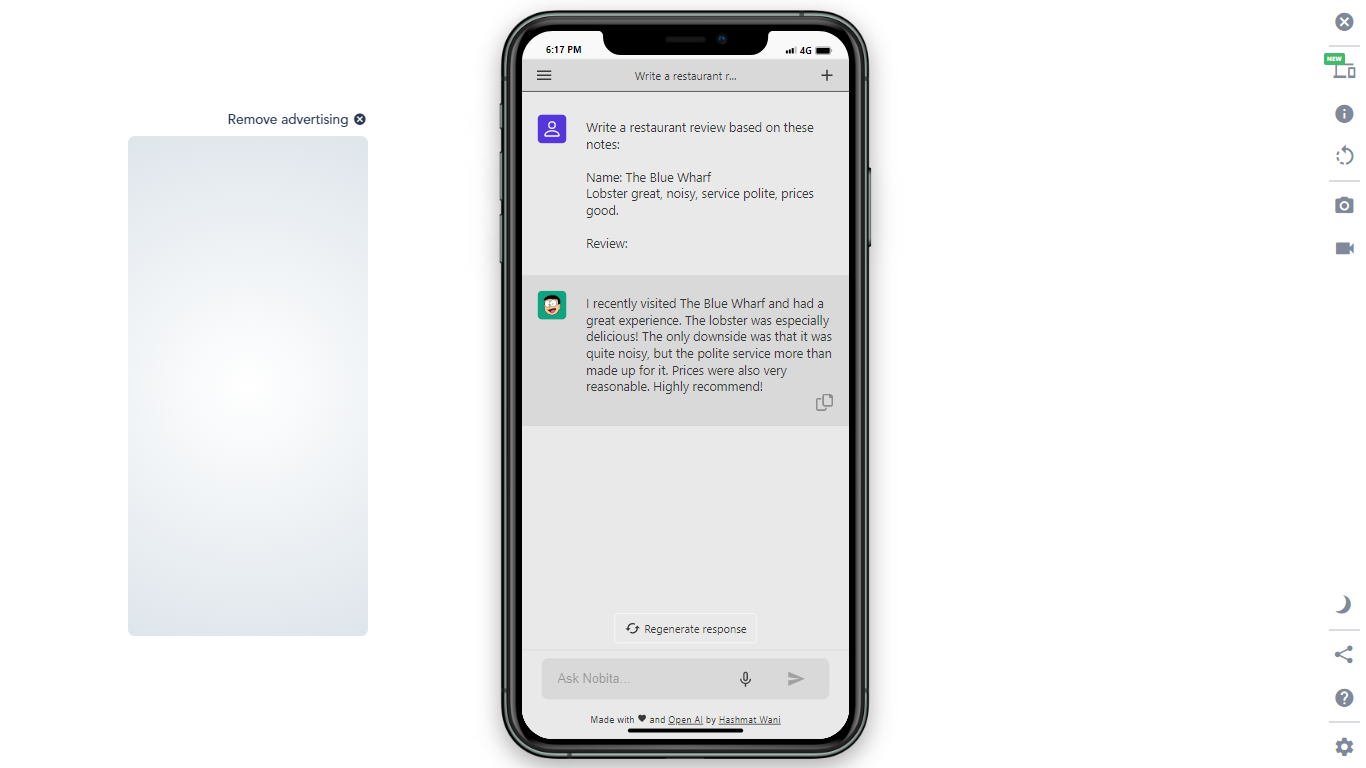 Remove advertising
6:17 PM
4G
Write a restaurant r...
NEW
Write a restaurant review based on these
notes:
Name: The Blue Wharf
Lobster great, noisy, service polite, prices
good.
Review:
I recently visited The Blue Wharf and had a
great experience. The lobster was especially
delicious! The only downside was that it was
quite noisy, but the polite service more than
made up for it. Prices were also very
reasonable. Highly recommend!
Regenerate response
Ask Nobita...
Made with ♥ and Open AI by Hashmat Wani